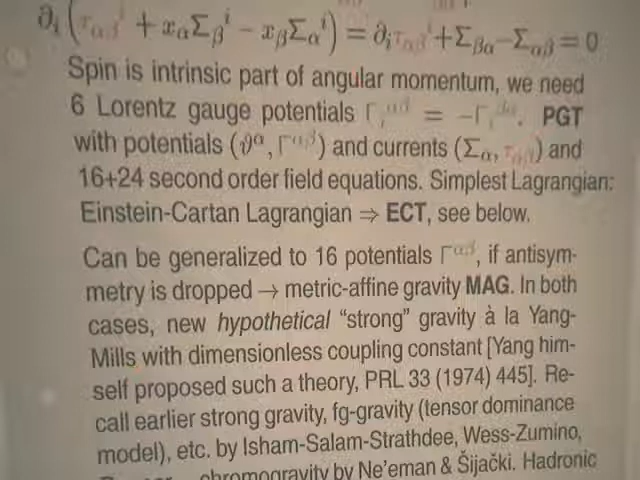 ∂ᵢ (τ_αβ^i + x_αΣ_β^i − x_βΣ_α^i) = ∂ᵢτ_αβ^i + Σ_βα − Σ_αβ = 0
Spin is intrinsic part of angular momentum, we need
6 Lorentz gauge potentials Γ_i^αβ = −Γ_i^βα. PGT
with potentials (ϑ^α, Γ^αβ) and currents (Σ_α, τ_αβ) and
16+24 second order field equations. Simplest Lagrangian:
Einstein-Cartan Lagrangian ⇒ ECT, see below.
Can be generalized to 16 potentials Γ^αβ, if antisym-
metry is dropped → metric-affine gravity MAG. In both
cases, new hypothetical “strong” gravity à la Yang-
Mills with dimensionless coupling constant [Yang him-
self proposed such a theory, PRL 33 (1974) 445]. Re-
call earlier strong gravity, fg-gravity (tensor dominance
model), etc. by Isham-Salam-Strathdee, Wess-Zumino,
chromogravity by Ne'eman & Šijački. Hadronic